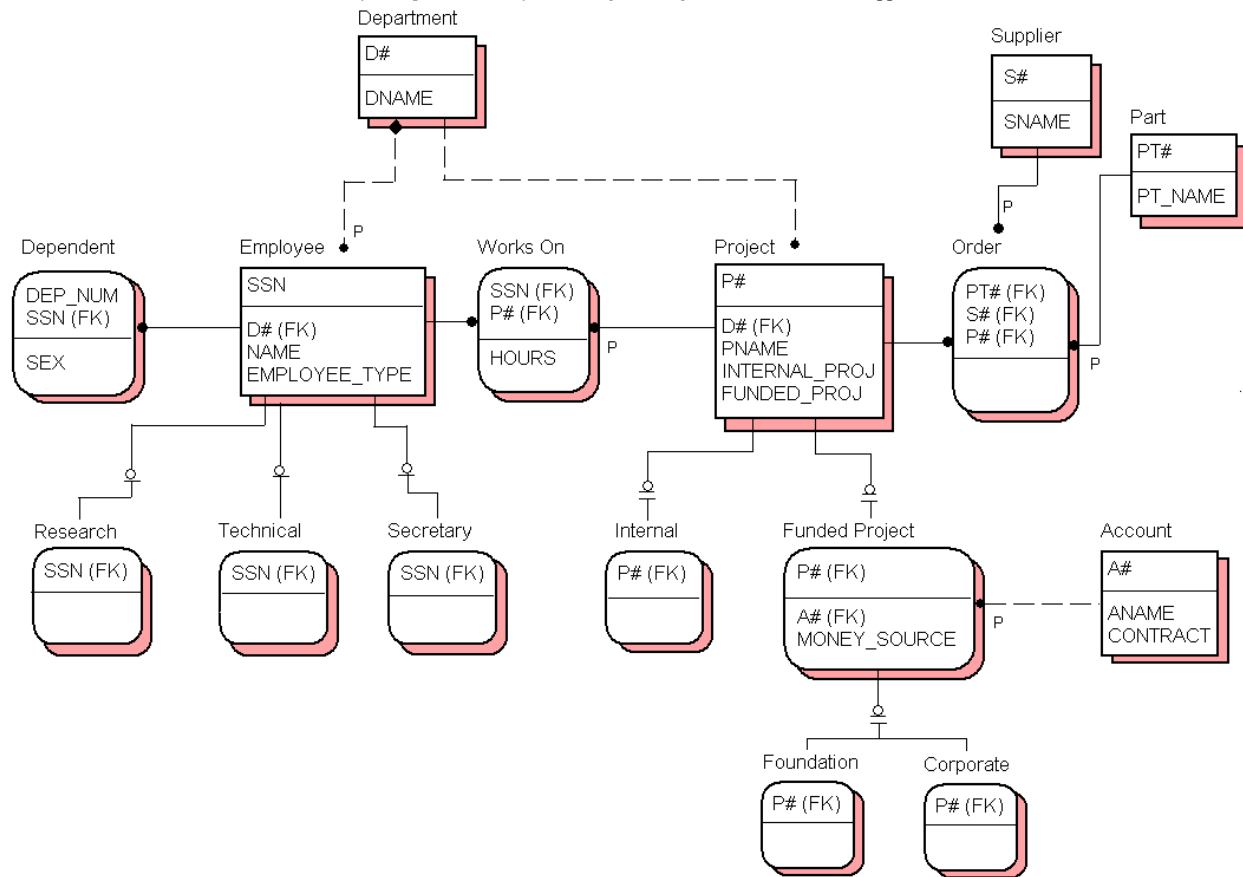 Department
D#
DNAME
Supplier
S#
SNAME
Part
PT#
PT_NAME
P
P
Dependent
DEP_NUM
SSN (FK)
SEX
Employee
SSN
D# (FK)
NAME
EMPLOYEE_TYPE
Works On
SSN (FK)
P# (FK)
HOURS
P
Project
P#
D# (FK)
PNAME
INTERNAL_PROJ
FUNDED_PROJ
Order
PT# (FK)
S# (FK)
P# (FK)
P
Research
SSN (FK)
Technical
SSN (FK)
Secretary
SSN (FK)
Internal
P# (FK)
Funded Project
P# (FK)
A# (FK)
MONEY_SOURCE
P
Account
A#
ANAME
CONTRACT
Foundation
P# (FK)
Corporate
P# (FK)